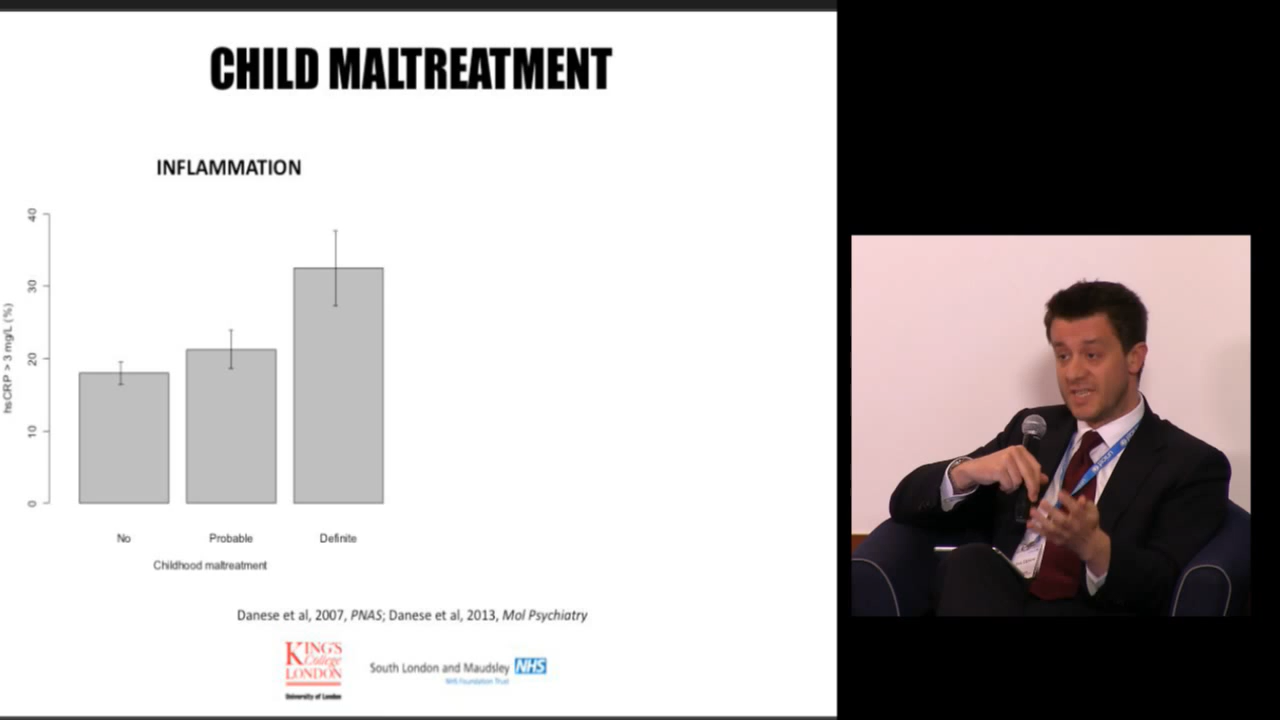 CHILD MALTREATMENT
INFLAMMATION
hsCRP > 3 mg/L (%)
40
30
20
10
0
No
Probable
Definite
Childhood maltreatment
Danese et al, 2007, PNAS; Danese et al, 2013, Mol Psychiatry
KING'S
College
LONDON
University of London
South London and Maudsley NHS
NHS Foundation Trust